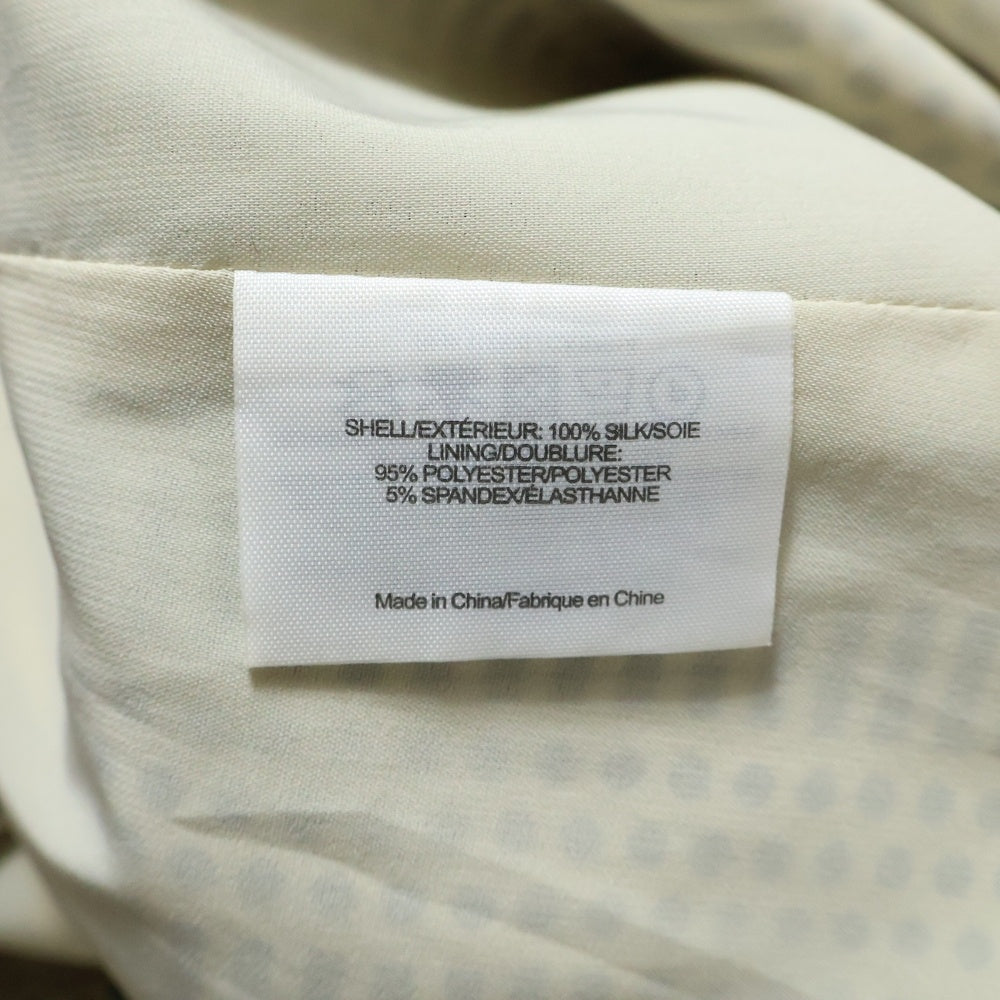 SHELL/EXTÉRIEUR: 100% SILK/SOIE
LINING/DOUBLURE:
95% POLYESTER/POLYESTER
5% SPANDEX/ÉLASTHANNE
Made in China/Fabrique en Chine